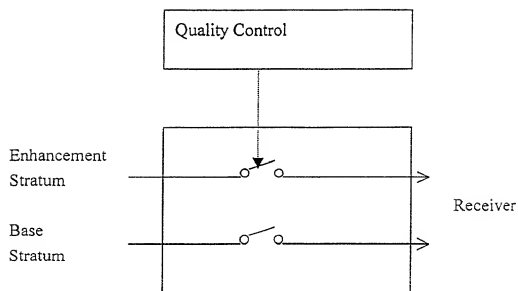 Quality Control
Enhancement
Stratum
Receiver
Base
Stratum